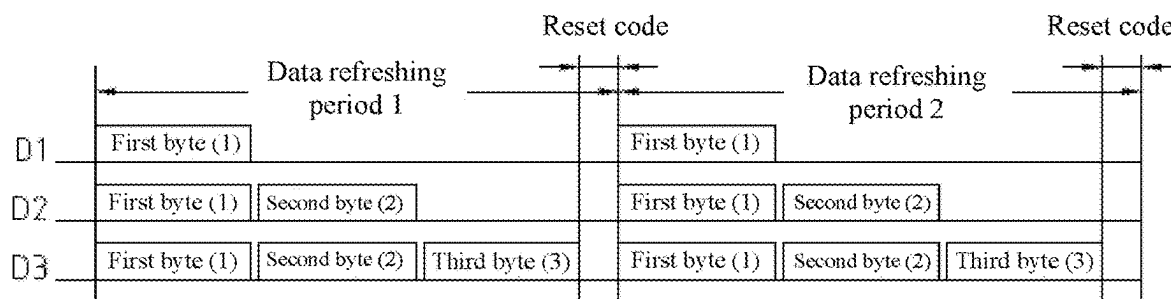 Reset code
Reset code
Data refreshing
period 1
Data refreshing
period 2
D1 First byte (1) First byte (1)
D2 First byte (1) Second byte (2) First byte (1) Second byte (2)
D3 First byte (1) Second byte (2) Third byte (3) First byte (1) Second byte (2) Third byte (3)